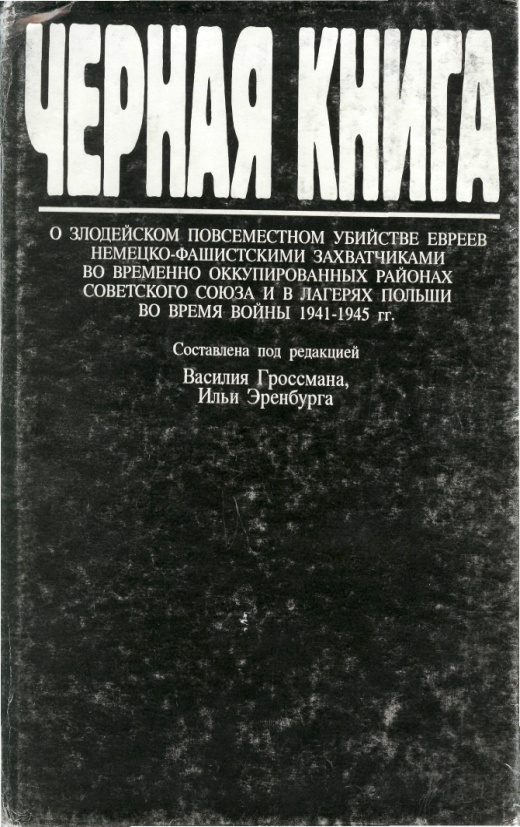 ЧЕРНАЯ КНИГА
О ЗЛОДЕЙСКОМ ПОВСЕМЕСТНОМ УБИЙСТВЕ ЕВРЕЕВ
НЕМЕЦКО-ФАШИСТСКИМИ ЗАХВАТЧИКАМИ
ВО ВРЕМЕННО ОККУПИРОВАННЫХ РАЙОНАХ
СОВЕТСКОГО СОЮЗА И В ЛАГЕРЯХ ПОЛЬШИ
ВО ВРЕМЯ ВОЙНЫ 1941-1945 гг.
Составлена под редакцией
Василия Гроссмана,
Ильи Эренбурга